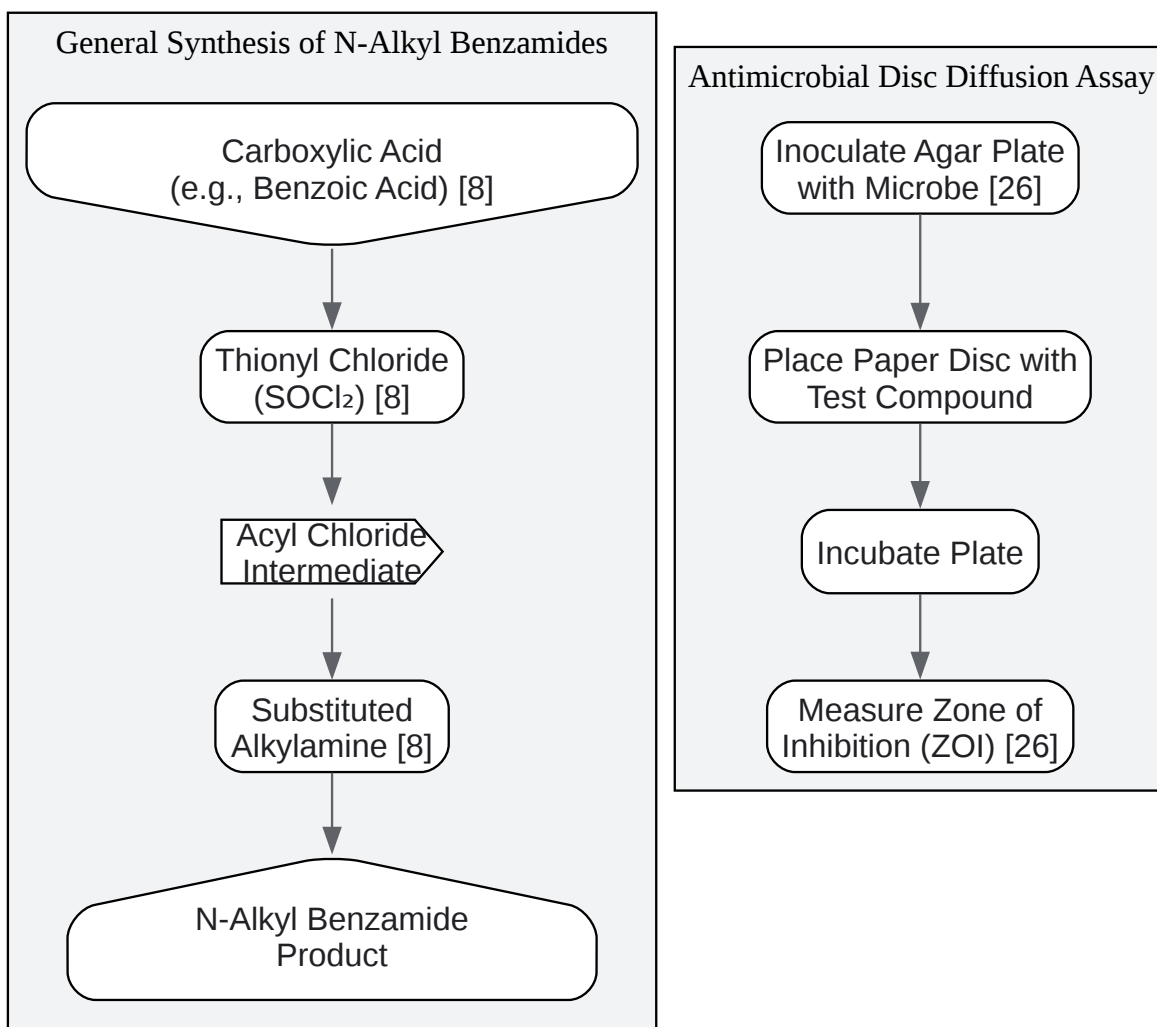 General Synthesis of N-Alkyl Benzamides
Carboxylic Acid
(e.g., Benzoic Acid) [8]
Thionyl Chloride
(SOCl₂) [8]
Acyl Chloride
Intermediate
Substituted
Alkylamine [8]
N-Alkyl Benzamide
Product
Antimicrobial Disc Diffusion Assay
Inoculate Agar Plate
with Microbe [26]
Place Paper Disc with
Test Compound
Incubate Plate
Measure Zone of
Inhibition (ZOI) [26]